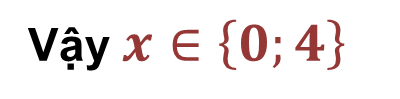 Vậy x ∈ {0; 4}